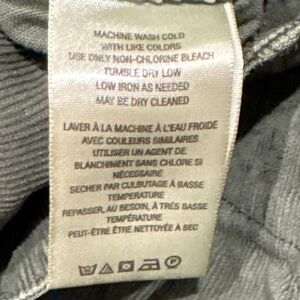 MACHINE WASH COLD
WITH LIKE COLORS
USE ONLY NON-CHLORINE BLEACH
TUMBLE DRY LOW
LOW IRON AS NEEDED
MAY BE DRY CLEANED
LAVER À LA MACHINE À L'EAU FROIDE
AVEC COULEURS SIMILAIRES
UTILISER UN AGENT DE
BLANCHIMENT SANS CHLORE SI
NÉCESSAIRE
SECHER PAR CULBUTAGE À BASSE
TEMPERATURE
REPASSER, AU BESOIN, À TRÉS BASSE
TEMPÉRATURE
PEUT-ÊTRE ÊTRE NETTOYÉE À SEC
P